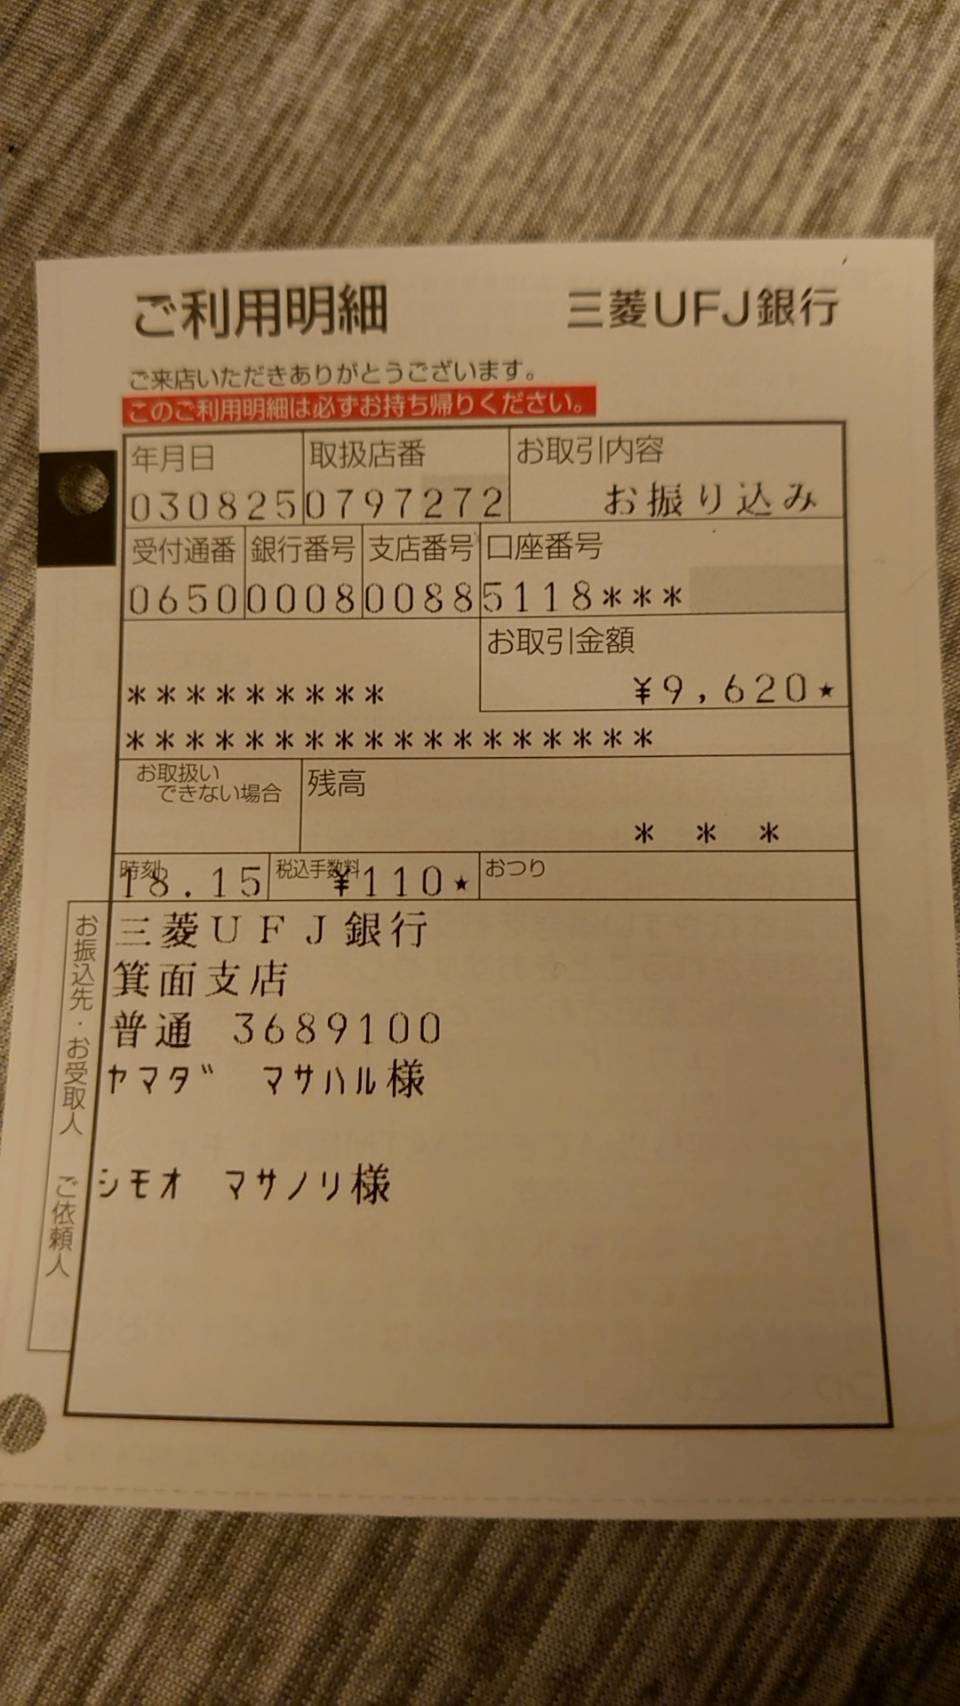 ご利用明細 三菱UFJ銀行
ご来店いただきありがとうございます。
このご利用明細は必ずお持ち帰りください。
年月日 取扱店番 お取引内容
030825 0797272 お振り込み
受付通番 銀行番号 支店番号 口座番号
0650 0008 0088 5118***
お取引金額
********* ¥9,620★
******************
お取扱いできない場合 残高
* * *
時刻 税込手数料 おつり
18.15 ¥110★
お振込先・お受取人
三菱UFJ銀行
箕面支店
普通 3689100
ヤマダ マサハル様
ご依頼人
シモオ マサノリ様